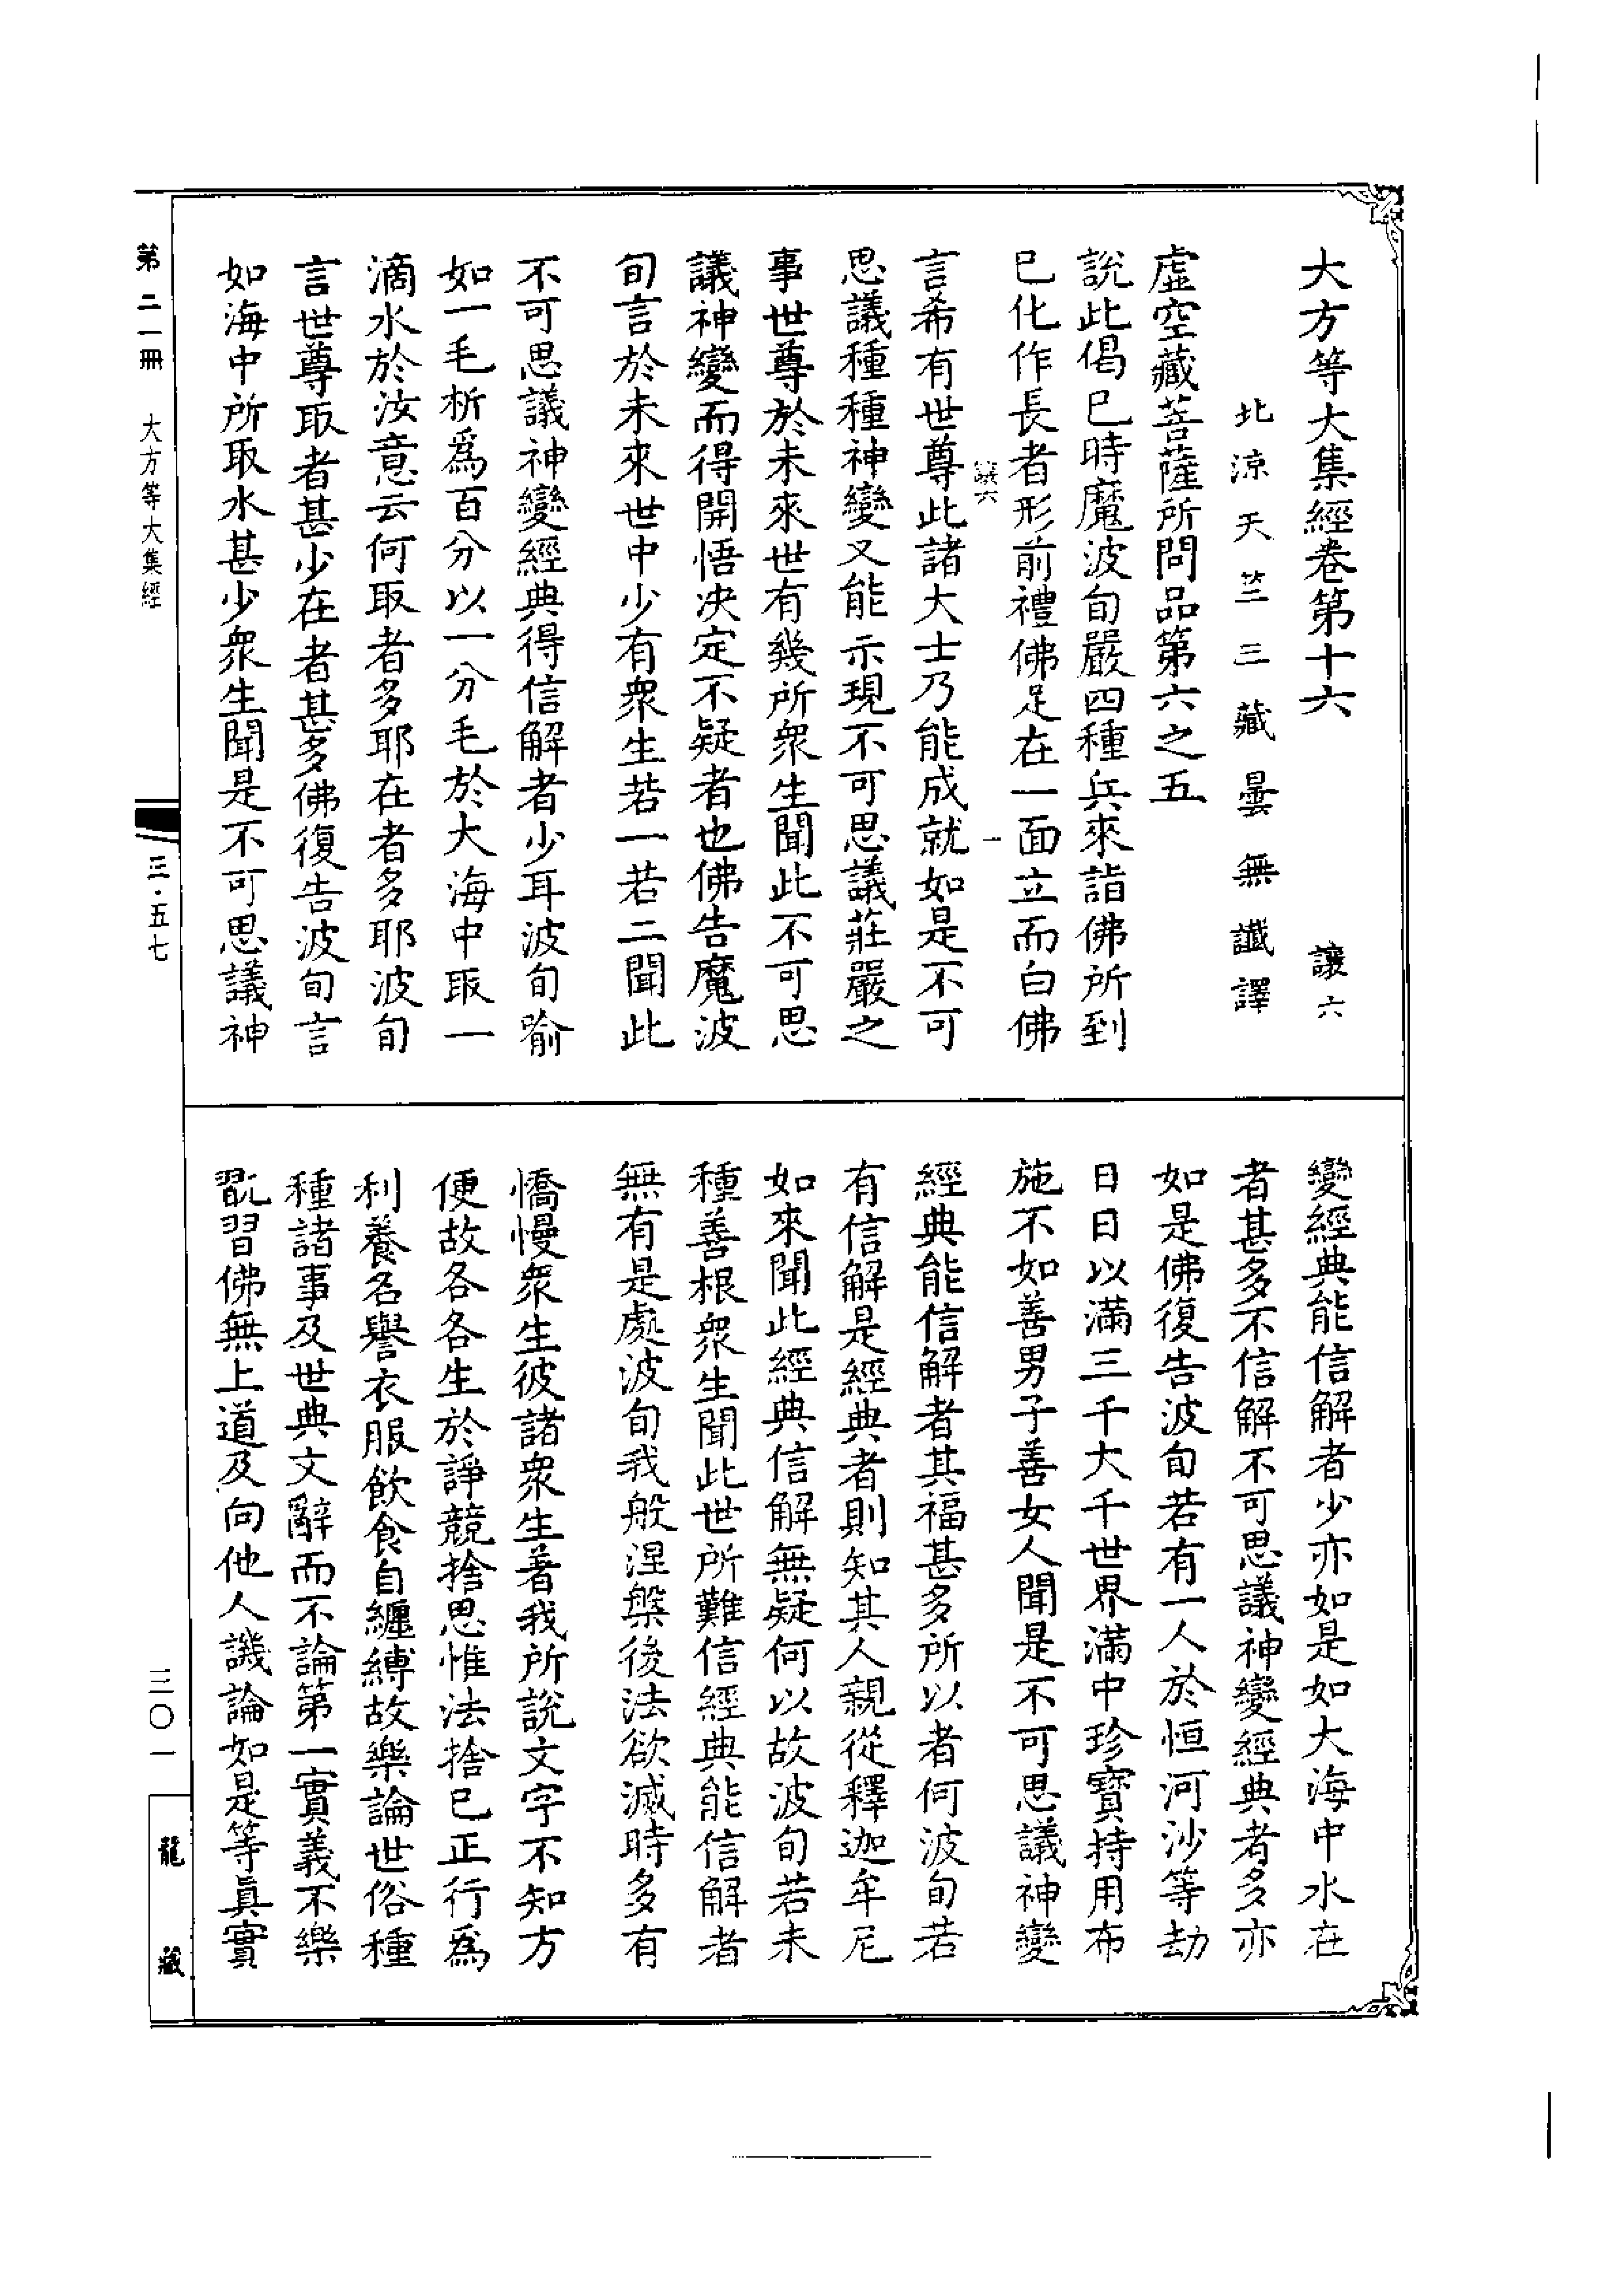 大方等大集經卷第十六　讓六
北涼天竺三藏曇無讖譯
虛空藏菩薩所問品第六之五
說此偈已時魔波旬嚴四種兵來詣佛所到
已化作長者形前禮佛足在一面立而白佛
讓六　一
言希有世尊此諸大士乃能成就如是不可
思議種種神變又能示現不可思議莊嚴之
事世尊於未來世有幾所衆生聞此不可思
議神變而得開悟決定不疑者也佛告魔波
旬言於未來世中少有衆生若一若二聞此
不可思議神變經典得信解者少耳波旬喻
如一毛析爲百分以一分毛於大海中取一
滴水於汝意云何取者多耶在者多耶波旬
言世尊取者甚少在者甚多佛復告波旬言
如海中所取水甚少衆生聞是不可思議神
變經典能信解者少亦如是如大海中水在
者甚多不信解不可思議神變經典者多亦
如是佛復告波旬若有一人於恒河沙等劫
日日以滿三千大千世界滿中珍寶持用布
施不如善男子善女人聞是不可思議神變
經典能信解者其福甚多所以者何波旬若
有信解是經典者則知其人親從釋迦牟尼
如來聞此經典信解無疑何以故波旬若未
種善根衆生聞此世所難信經典能信解者
無有是處波旬我般涅槃後法欲滅時多有
憍慢衆生彼諸衆生著我所說文字不知方
便故各各生於諍競捨思惟法捨已正行爲
利養名譽衣服飲食自纏縛故樂論世俗種
種諸事及世典文辭而不論第一實義不樂
翫習佛無上道及向他人譏論如是等眞實
第二一冊　大方等大集經
三·五七
三〇一
龍藏